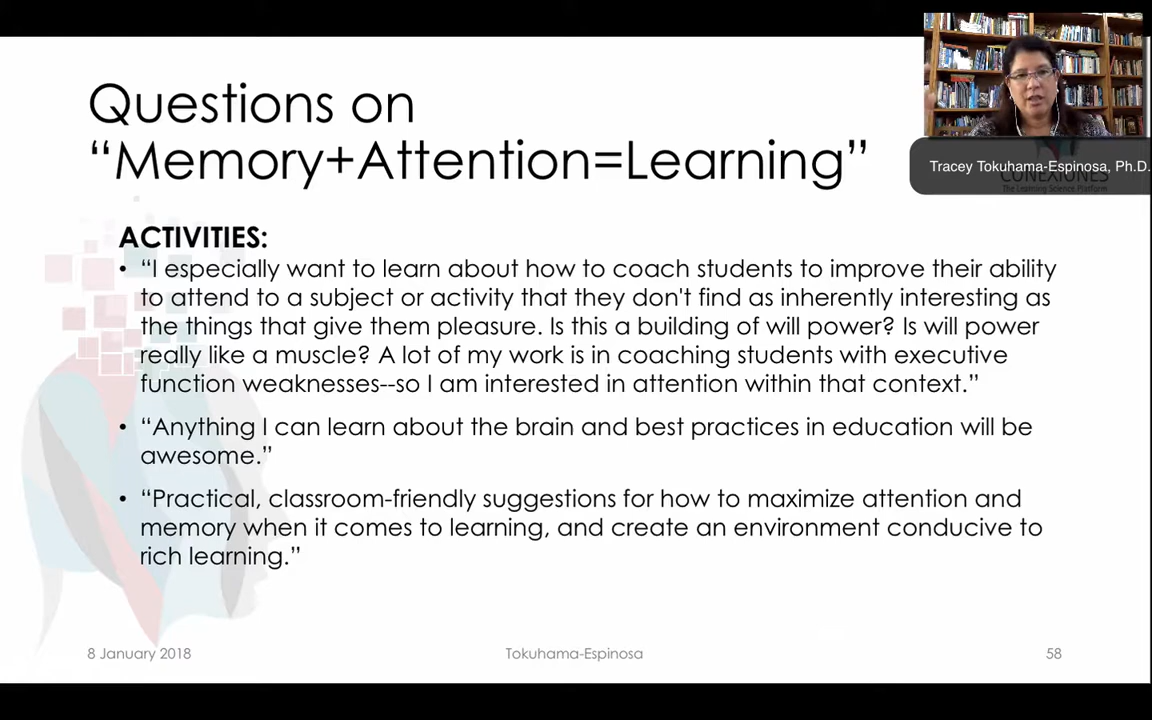 Questions on
“Memory+Attention=Learning”
Tracey Tokuhama-Espinosa, Ph.D.
CONEXIONES
The Learning Science Platform
ACTIVITIES:
• “I especially want to learn about how to coach students to improve their ability
to attend to a subject or activity that they don't find as inherently interesting as
the things that give them pleasure. Is this a building of will power? Is will power
really like a muscle? A lot of my work is in coaching students with executive
function weaknesses--so I am interested in attention within that context.”
• “Anything I can learn about the brain and best practices in education will be
awesome.”
• “Practical, classroom-friendly suggestions for how to maximize attention and
memory when it comes to learning, and create an environment conducive to
rich learning.”
8 January 2018
Tokuhama-Espinosa
58